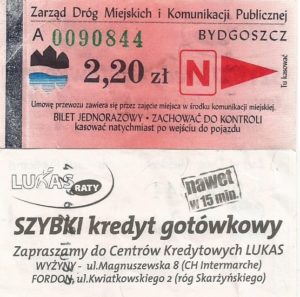 Zarząd Dróg Miejskich i Komunikacji Publicznej
A 0090844 BYDGOSZCZ
2,20 zł N
Tu kasować
Umowę przewozu zawiera się przez zajęcie miejsca w środku komunikacji miejskiej.
BILET JEDNORAZOWY - ZACHOWAĆ DO KONTROLI
kasować natychmiast po wejściu do pojazdu
LUKAS RATY
nawet
w 15 min.
SZYBKI kredyt gotówkowy
Zapraszamy do Centrów Kredytowych LUKAS
WYŻYNY - ul.Magnuszewska 8 (CH Intermarche)
FORDON, ul.Kwiatkowskiego 2 (róg Skarżyńskiego)